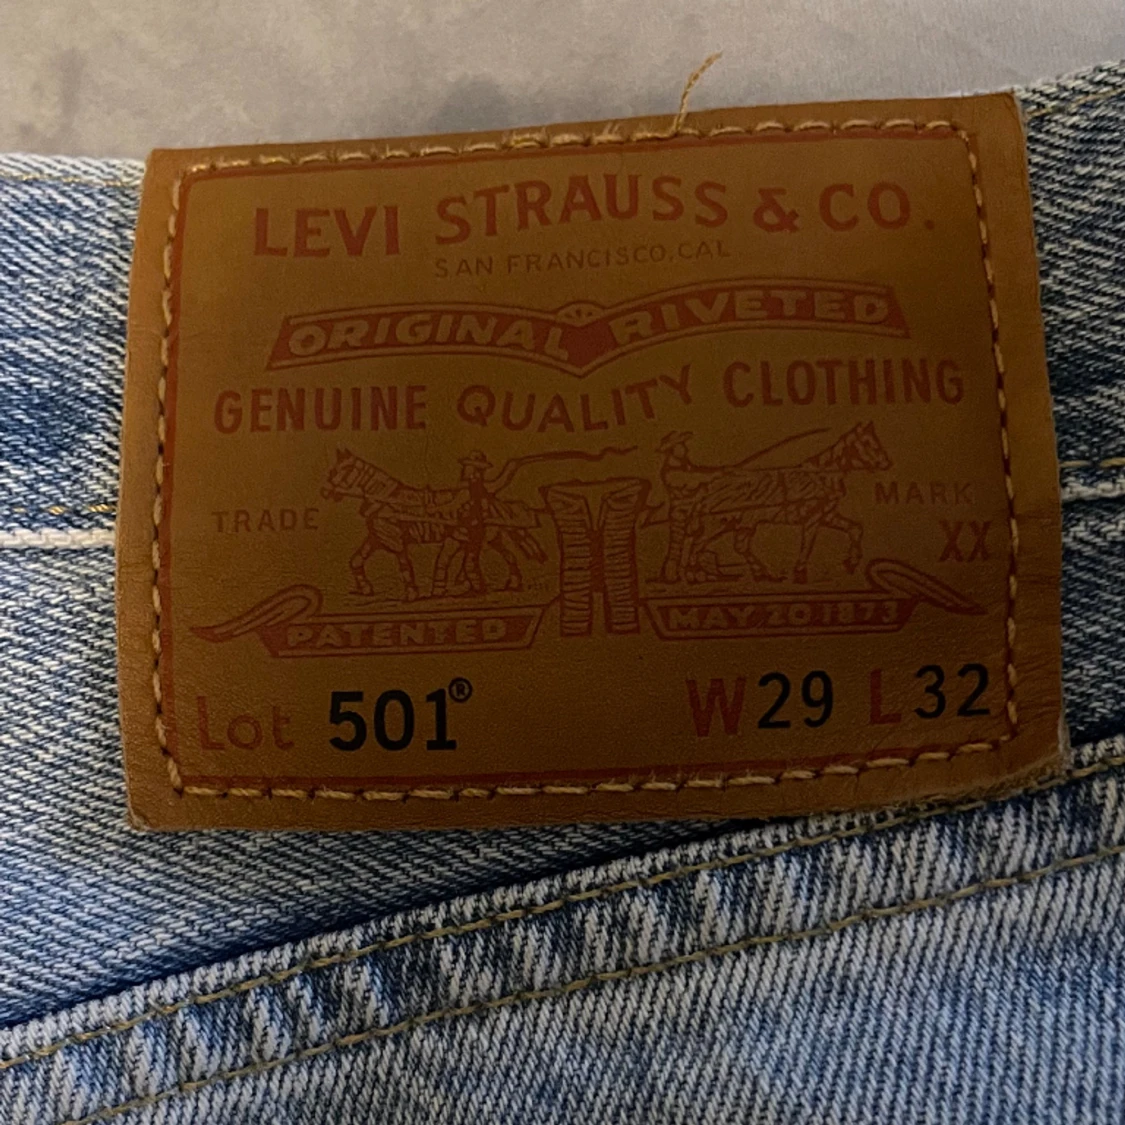 LEVI STRAUSS & CO.
SAN FRANCISCO, CAL
ORIGINAL RIVETED
GENUINE QUALITY CLOTHING
TRADE MARK
XX
PATENTED MAY 20 1873
Lot 501® W29 L32